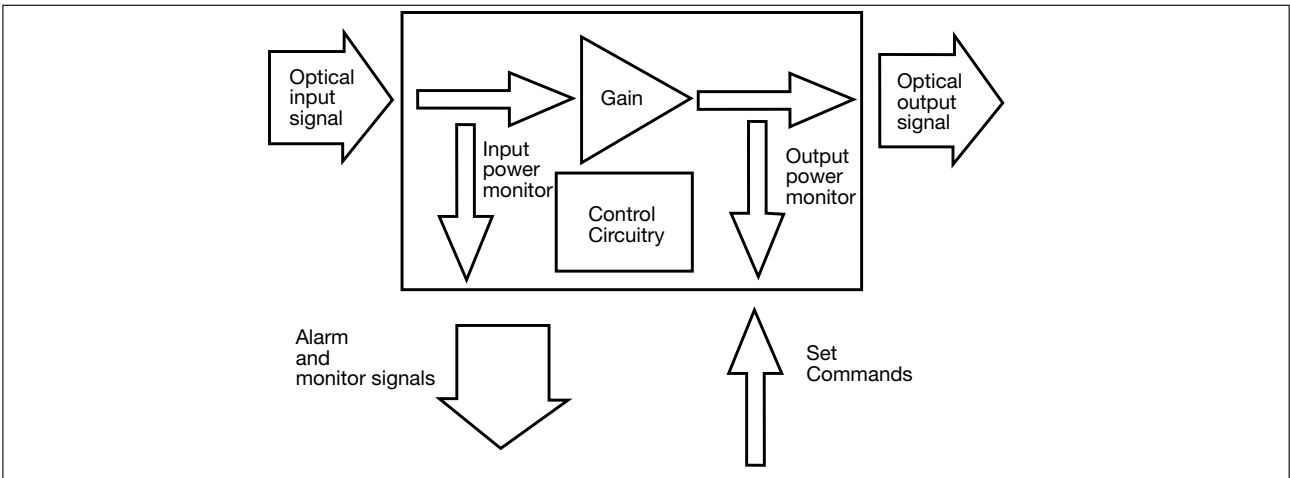 Optical
input
signal
Gain
Optical
output
signal
Input
power
monitor
Output
power
monitor
Control
Circuitry
Alarm
and
monitor signals
Set
Commands